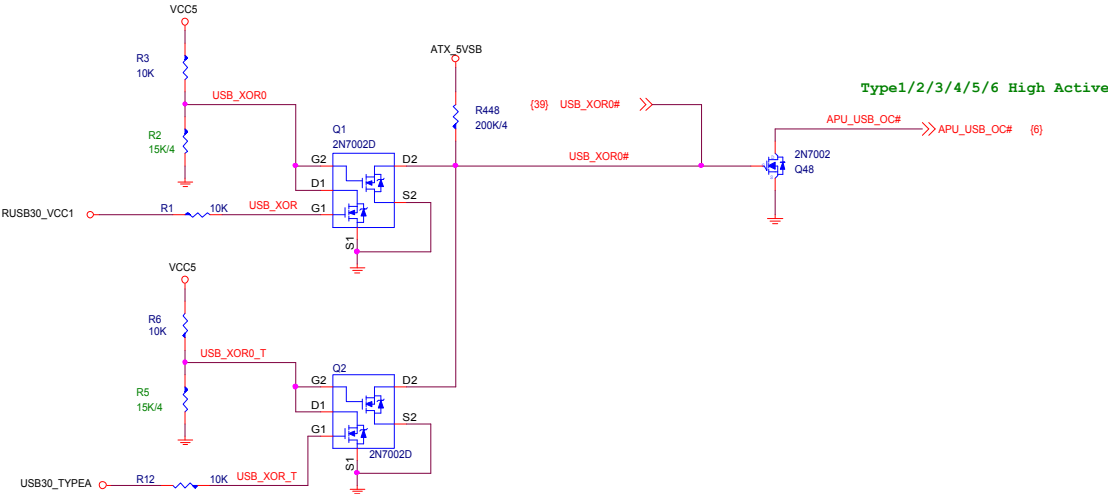 VCC5
R3
10K
USB_XOR0
R2
15K/4
ATX_5VSB
R448
200K/4
{39} USB_XOR0#
Type1/2/3/4/5/6 High Active
APU_USB_OC#
APU_USB_OC# {6}
Q1
2N7002D
G2
D2
D1
S2
G1
S1
USB_XOR0#
2N7002
Q48
RUSB30_VCC1
R1
10K
USB_XOR
VCC5
R6
10K
USB_XOR0_T
R5
15K/4
Q2
G2
D2
D1
S2
G1
S1
2N7002D
USB30_TYPEA
R12
10K
USB_XOR_T